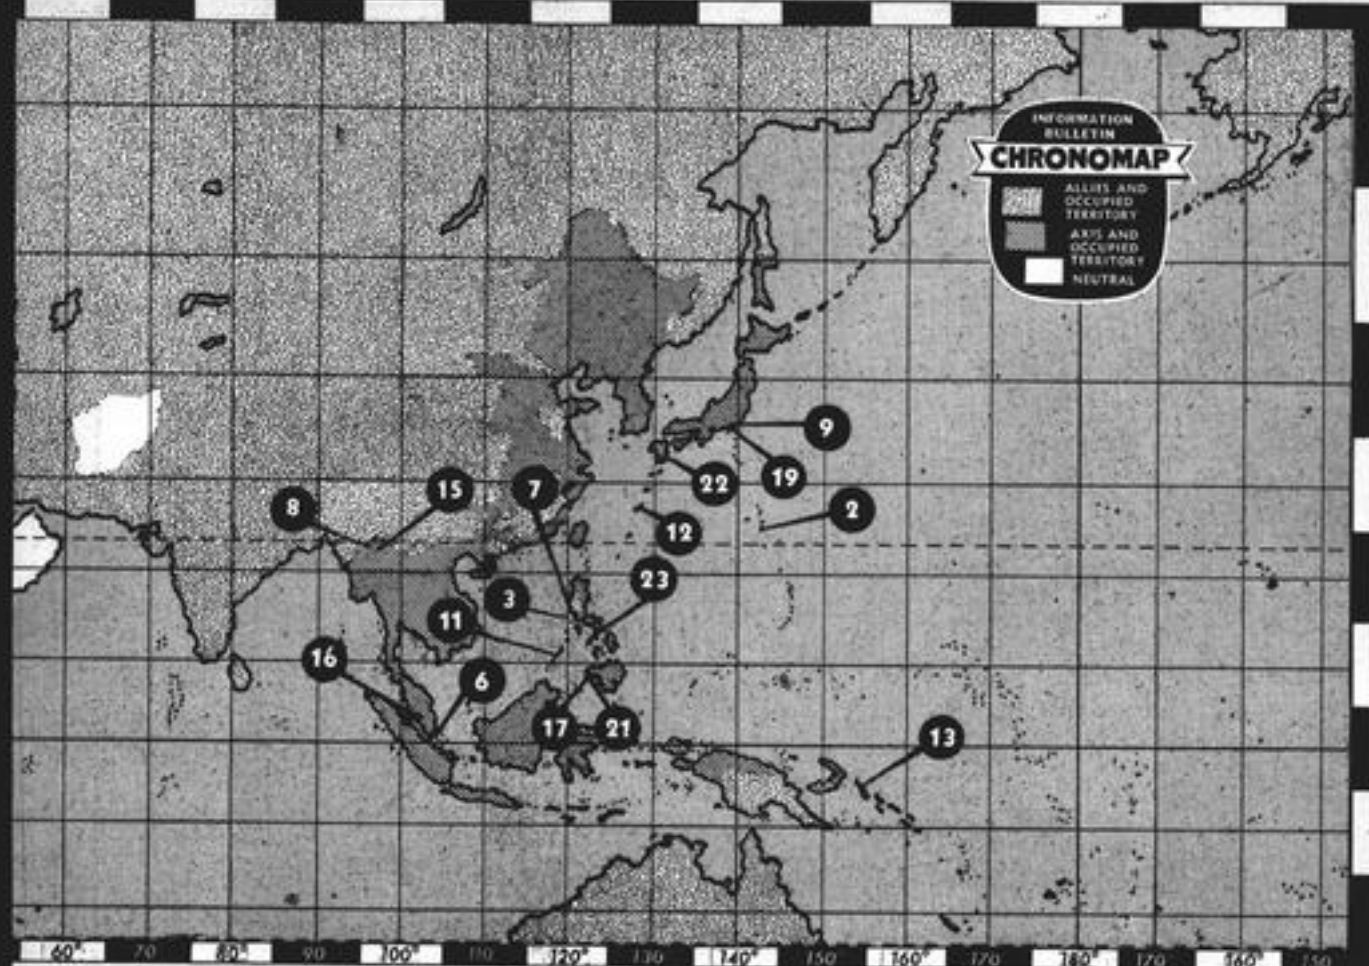 INFORMATION
BULLETIN
CHRONOMAP
ALLIES AND
OCCUPIED
TERRITORY
AXIS AND
OCCUPIED
TERRITORY
NEUTRAL
9
19
22
2
12
15
7
8
23
3
11
16
6
17
21
13
60° 70 80° 90 100° 110 120° 130 140° 150 160° 170 180° 170 160° 150